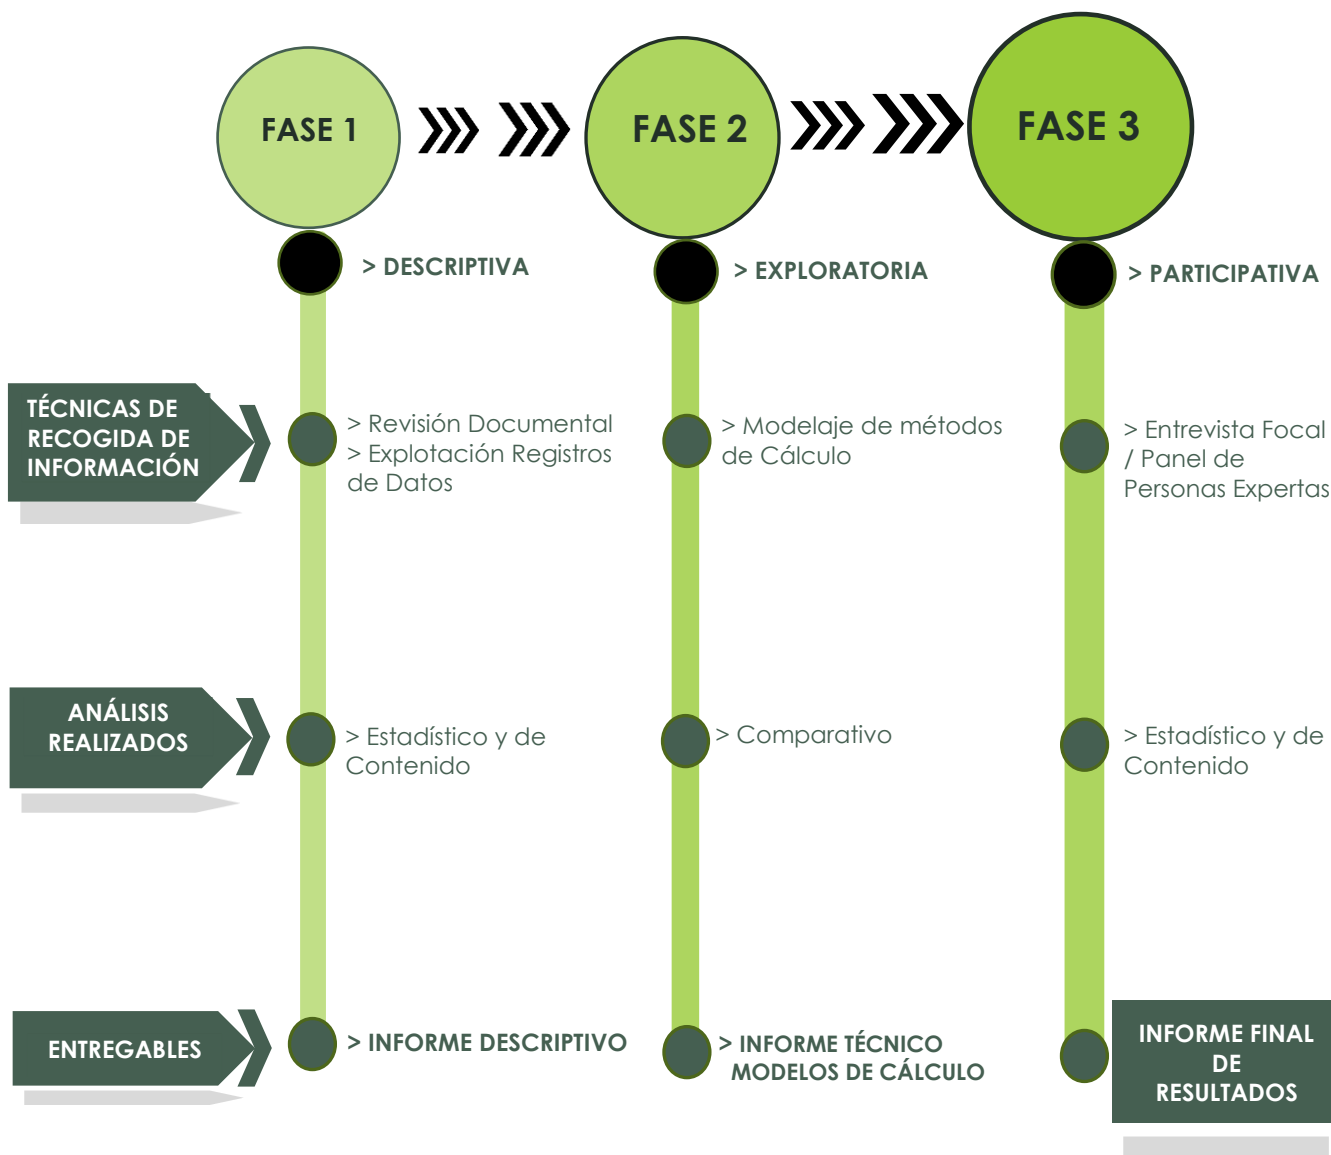 FASE 1
FASE 2
FASE 3
> DESCRIPTIVA
> EXPLORATORIA
> PARTICIPATIVA
TÉCNICAS DE
RECOGIDA DE
INFORMACIÓN
> Revisión Documental
> Explotación Registros
de Datos
> Modelaje de métodos
de Cálculo
> Entrevista Focal
/ Panel de
Personas Expertas
ANÁLISIS
REALIZADOS
> Estadístico y de
Contenido
> Comparativo
> Estadístico y de
Contenido
ENTREGABLES
> INFORME DESCRIPTIVO
> INFORME TÉCNICO
MODELOS DE CÁLCULO
INFORME FINAL
DE
RESULTADOS